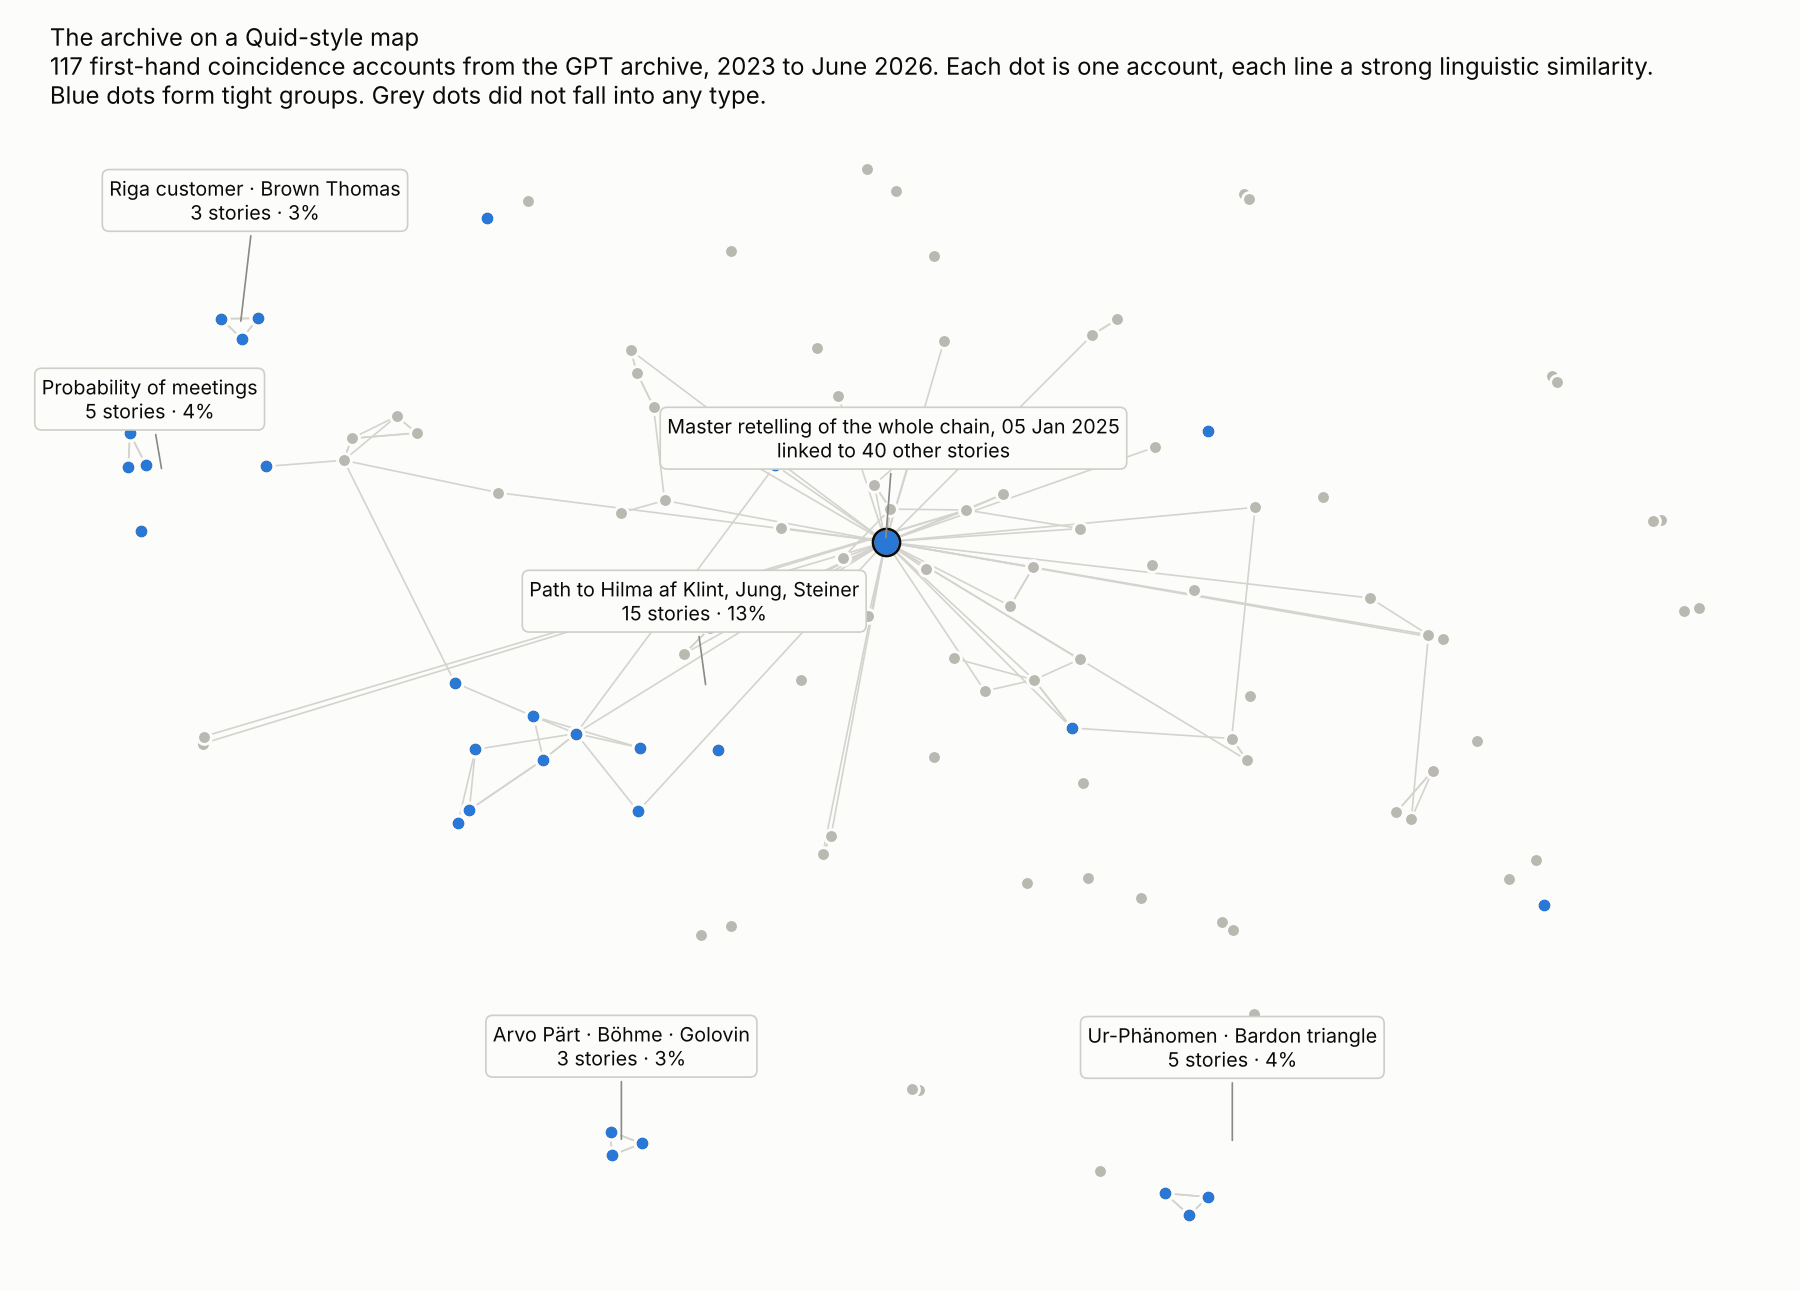 The archive on a Quid-style map
117 first-hand coincidence accounts from the GPT archive, 2023 to June 2026. Each dot is one account, each line a strong linguistic similarity.
Blue dots form tight groups. Grey dots did not fall into any type.
Riga customer · Brown Thomas
3 stories · 3%
Probability of meetings
5 stories · 4%
Master retelling of the whole chain, 05 Jan 2025
linked to 40 other stories
Path to Hilma af Klint, Jung, Steiner
15 stories · 13%
Arvo Pärt · Böhme · Golovin
3 stories · 3%
Ur-Phänomen · Bardon triangle
5 stories · 4%